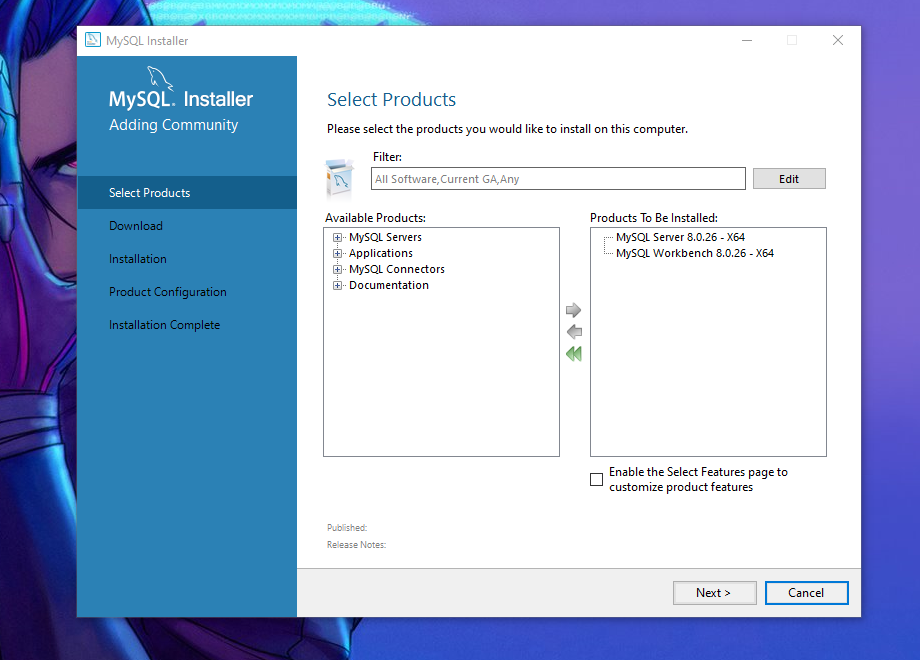 MySQL Installer
MySQL. Installer
Adding Community
Select Products
Download
Installation
Product Configuration
Installation Complete
Select Products
Please select the products you would like to install on this computer.
Filter:
All Software,Current GA,Any
Edit
Available Products:
MySQL Servers
Applications
MySQL Connectors
Documentation
Products To Be Installed:
MySQL Server 8.0.26 - X64
MySQL Workbench 8.0.26 - X64
Enable the Select Features page to
customize product features
Published:
Release Notes:
Next >
Cancel